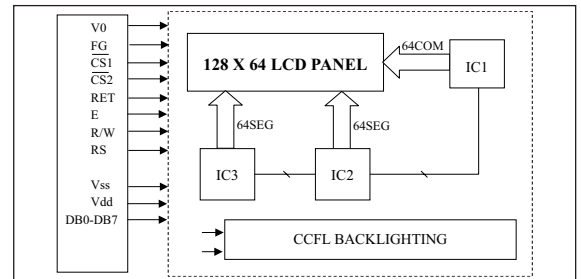 V0
FG
CS1
CS2
RET
E
R/W
RS
Vss
Vdd
DB0-DB7
128 X 64 LCD PANEL
64COM
IC1
64SEG
64SEG
IC3
IC2
CCFL BACKLIGHTING